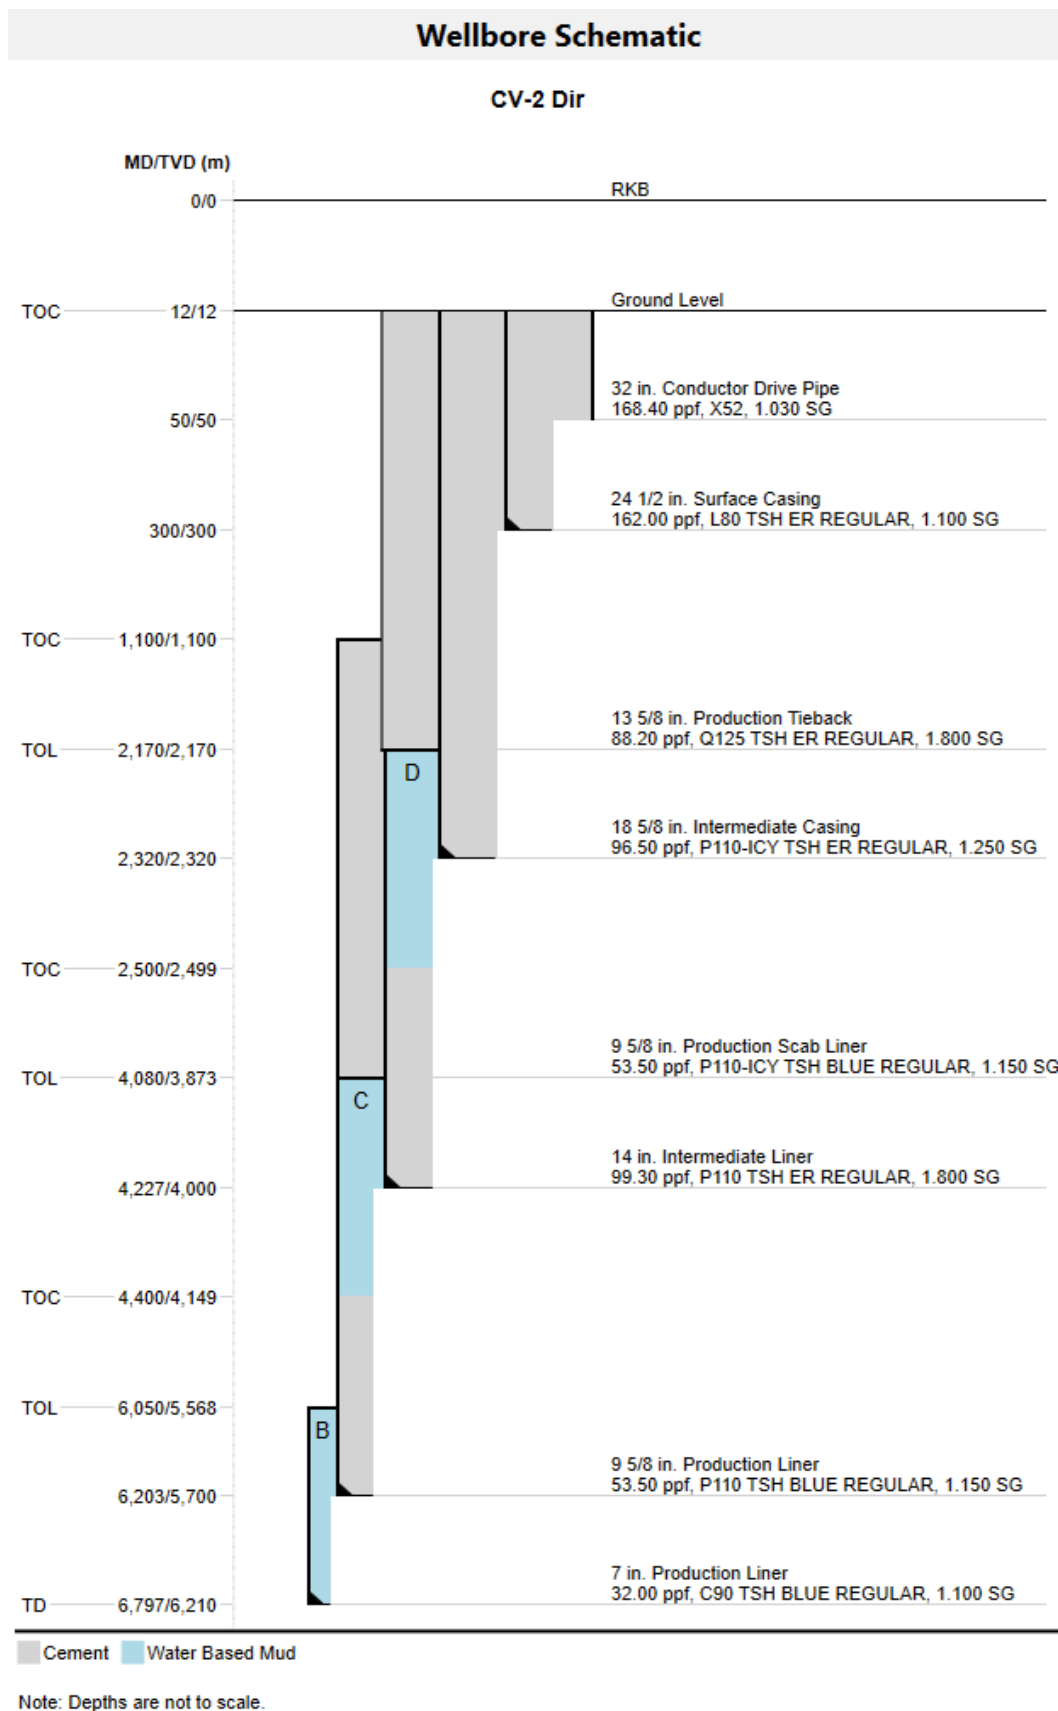 Wellbore Schematic
CV-2 Dir
MD/TVD (m)
RKB
0/0
Ground Level
TOC 12/12
32 in. Conductor Drive Pipe
168.40 ppf, X52, 1.030 SG
50/50
24 1/2 in. Surface Casing
162.00 ppf, L80 TSH ER REGULAR, 1.100 SG
300/300
TOC 1,100/1,100
13 5/8 in. Production Tieback
88.20 ppf, Q125 TSH ER REGULAR, 1.800 SG
TOL 2,170/2,170
D
18 5/8 in. Intermediate Casing
96.50 ppf, P110-ICY TSH ER REGULAR, 1.250 SG
2,320/2,320
TOC 2,500/2,499
9 5/8 in. Production Scab Liner
53.50 ppf, P110-ICY TSH BLUE REGULAR, 1.150 SG
TOL 4,080/3,873
C
14 in. Intermediate Liner
99.30 ppf, P110 TSH ER REGULAR, 1.800 SG
4,227/4,000
TOC 4,400/4,149
TOL 6,050/5,568
B
9 5/8 in. Production Liner
53.50 ppf, P110 TSH BLUE REGULAR, 1.150 SG
6,203/5,700
7 in. Production Liner
32.00 ppf, C90 TSH BLUE REGULAR, 1.100 SG
TD 6,797/6,210
Cement Water Based Mud
Note: Depths are not to scale.